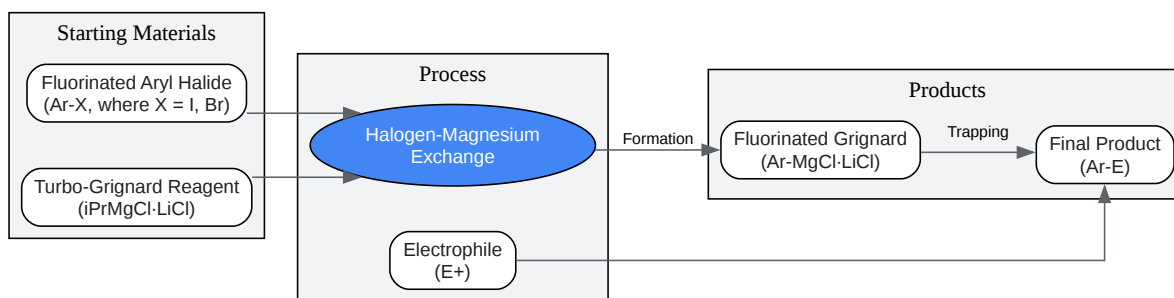 Starting Materials
Fluorinated Aryl Halide
(Ar-X, where X = I, Br)
Turbo-Grignard Reagent
(iPrMgCl·LiCl)
Process
Halogen-Magnesium
Exchange
Electrophile
(E+)
Formation
Products
Fluorinated Grignard
(Ar-MgCl·LiCl)
Trapping
Final Product
(Ar-E)